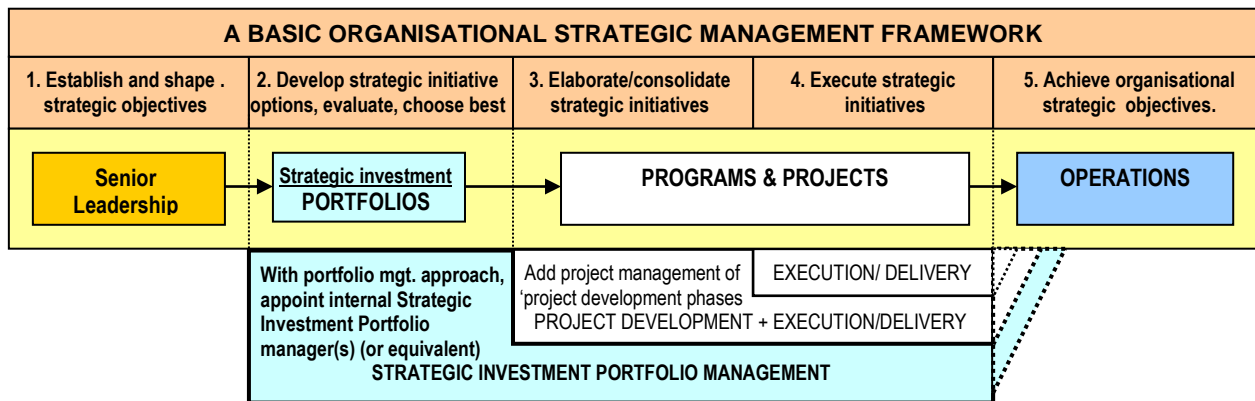 A BASIC ORGANISATIONAL STRATEGIC MANAGEMENT FRAMEWORK
1. Establish and shape .
strategic objectives
2. Develop strategic initiative
options, evaluate, choose best
3. Elaborate/consolidate
strategic initiatives
4. Execute strategic
initiatives
5. Achieve organisational
strategic objectives.
Senior
Leadership
Strategic investment
PORTFOLIOS
PROGRAMS & PROJECTS
OPERATIONS
With portfolio mgt. approach,
appoint internal Strategic
Investment Portfolio
manager(s) (or equivalent)
Add project management of
‘project development phases
EXECUTION/ DELIVERY
PROJECT DEVELOPMENT + EXECUTION/DELIVERY
STRATEGIC INVESTMENT PORTFOLIO MANAGEMENT